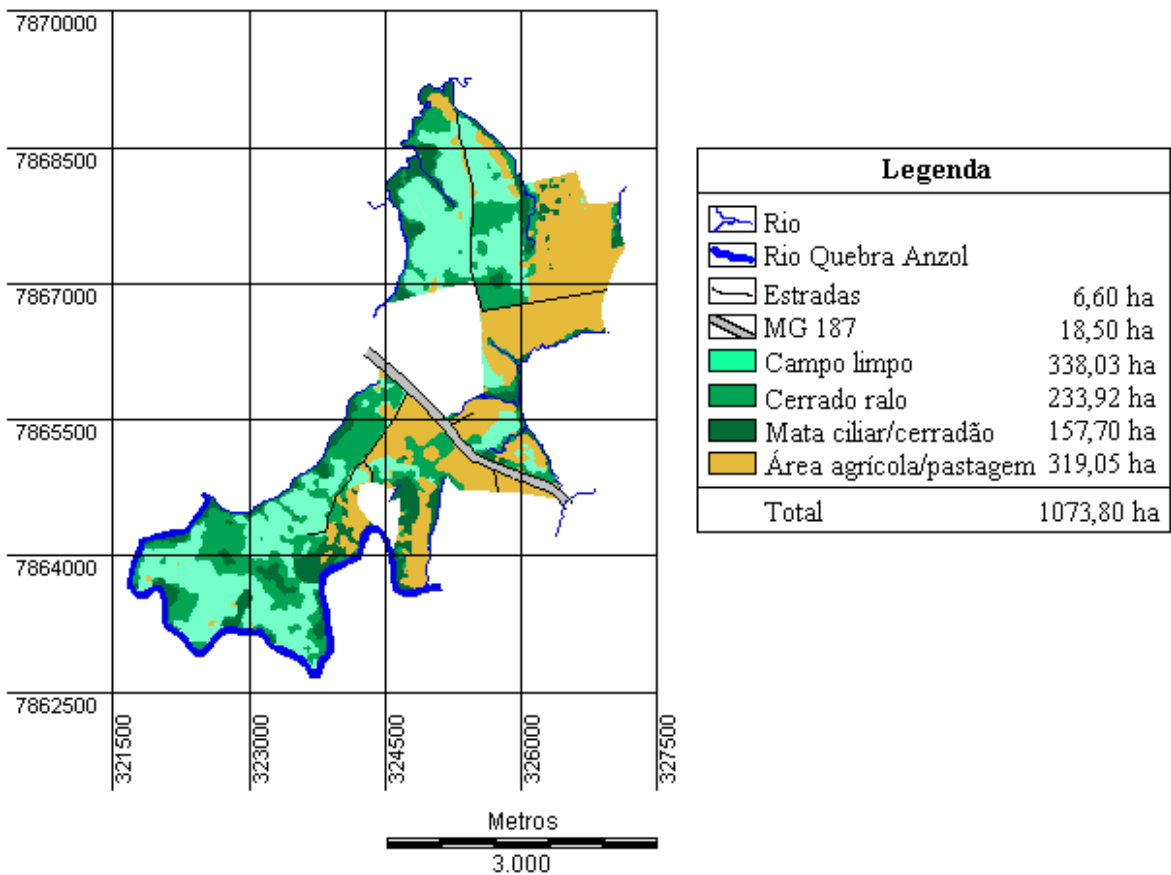 7870000
7868500
7867000
7865500
7864000
7862500
321500
323000
324500
326000
327500
Metros
3.000
Legenda
Rio
Rio Quebra Anzol
Estradas 6,60 ha
MG 187 18,50 ha
Campo limpo 338,03 ha
Cerrado ralo 233,92 ha
Mata ciliar/cerradão 157,70 ha
Área agrícola/pastagem 319,05 ha
Total 1073,80 ha